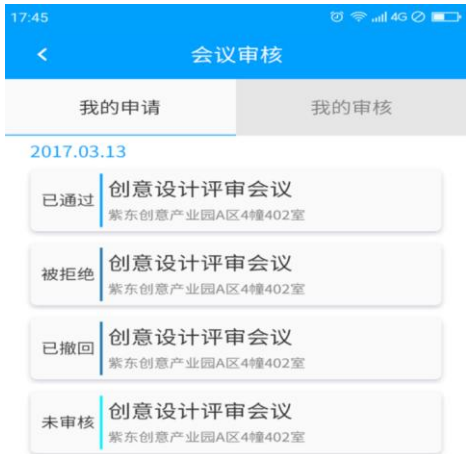 17:45 4G
会议审核
我的申请 我的审核
2017.03.13
已通过 创意设计评审会议
紫东创意产业园A区4幢402室
被拒绝 创意设计评审会议
紫东创意产业园A区4幢402室
已撤回 创意设计评审会议
紫东创意产业园A区4幢402室
未审核 创意设计评审会议
紫东创意产业园A区4幢402室